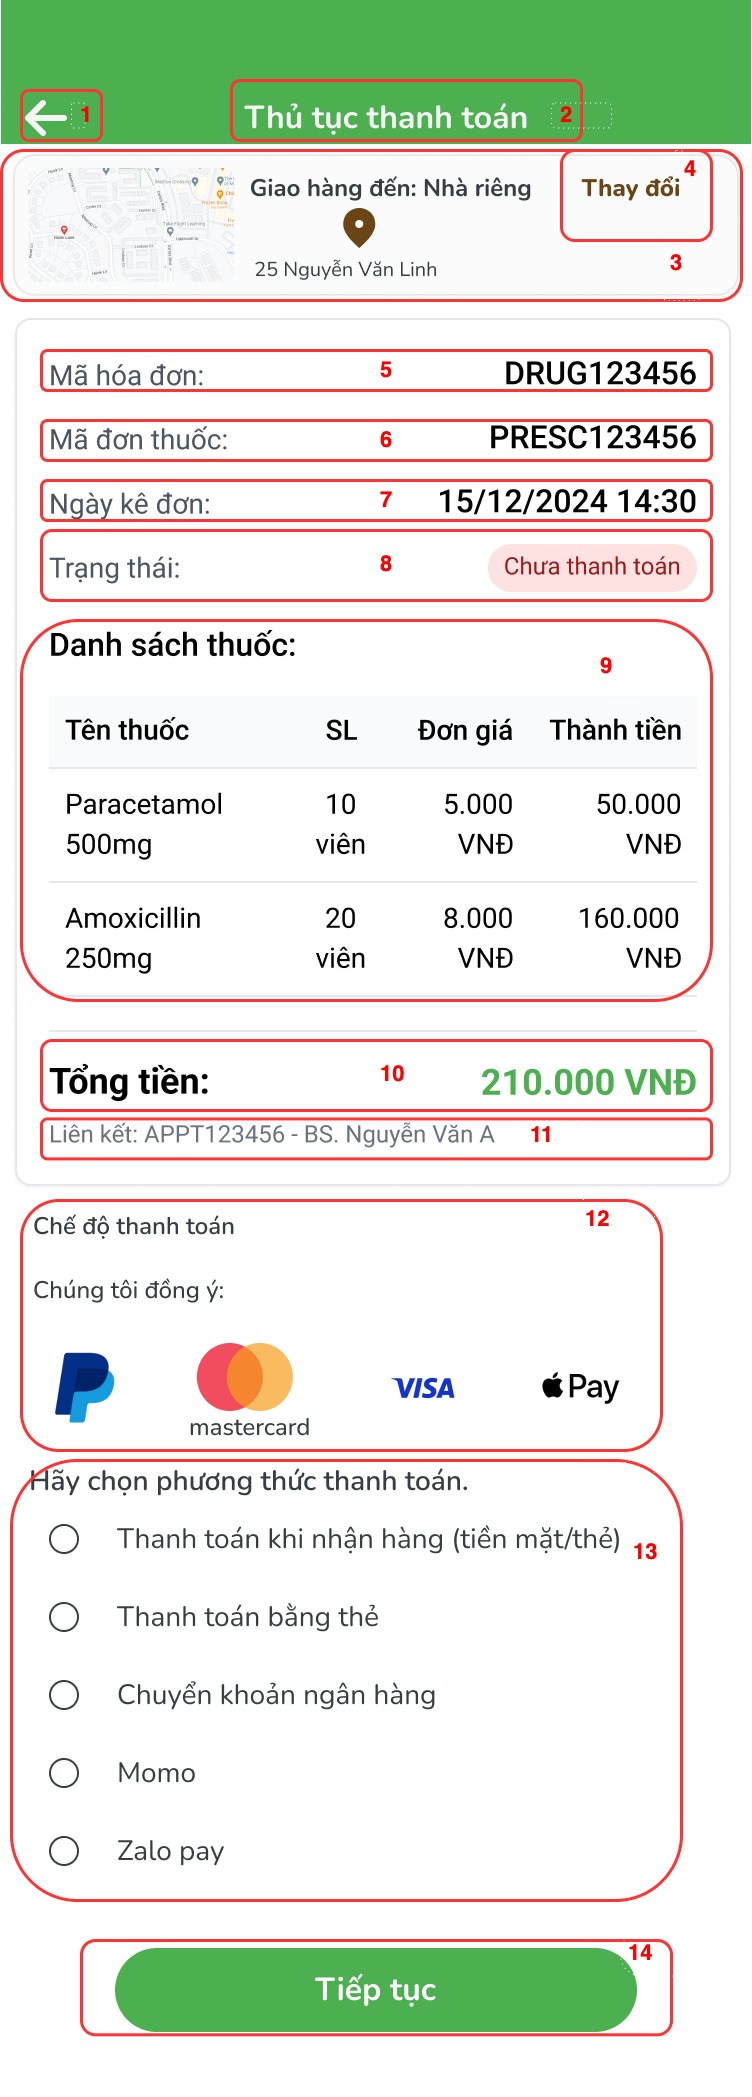 1
Thủ tục thanh toán
2
Giao hàng đến: Nhà riêng
Thay đổi
4
25 Nguyễn Văn Linh
3
Mã hóa đơn:
5
DRUG123456
Mã đơn thuốc:
6
PRESC123456
Ngày kê đơn:
7
15/12/2024 14:30
Trạng thái:
8
Chưa thanh toán
Danh sách thuốc:
9
Tên thuốc SL Đơn giá Thành tiền
Paracetamol 10 5.000 50.000
500mg viên VNĐ VNĐ
Amoxicillin 20 8.000 160.000
250mg viên VNĐ VNĐ
Tổng tiền:
10
210.000 VNĐ
Liên kết: APPT123456 - BS. Nguyễn Văn A
11
Chế độ thanh toán
12
Chúng tôi đồng ý:
VISA
Pay
mastercard
Hãy chọn phương thức thanh toán.
Thanh toán khi nhận hàng (tiền mặt/thẻ)
13
Thanh toán bằng thẻ
Chuyển khoản ngân hàng
Momo
Zalo pay
14
Tiếp tục